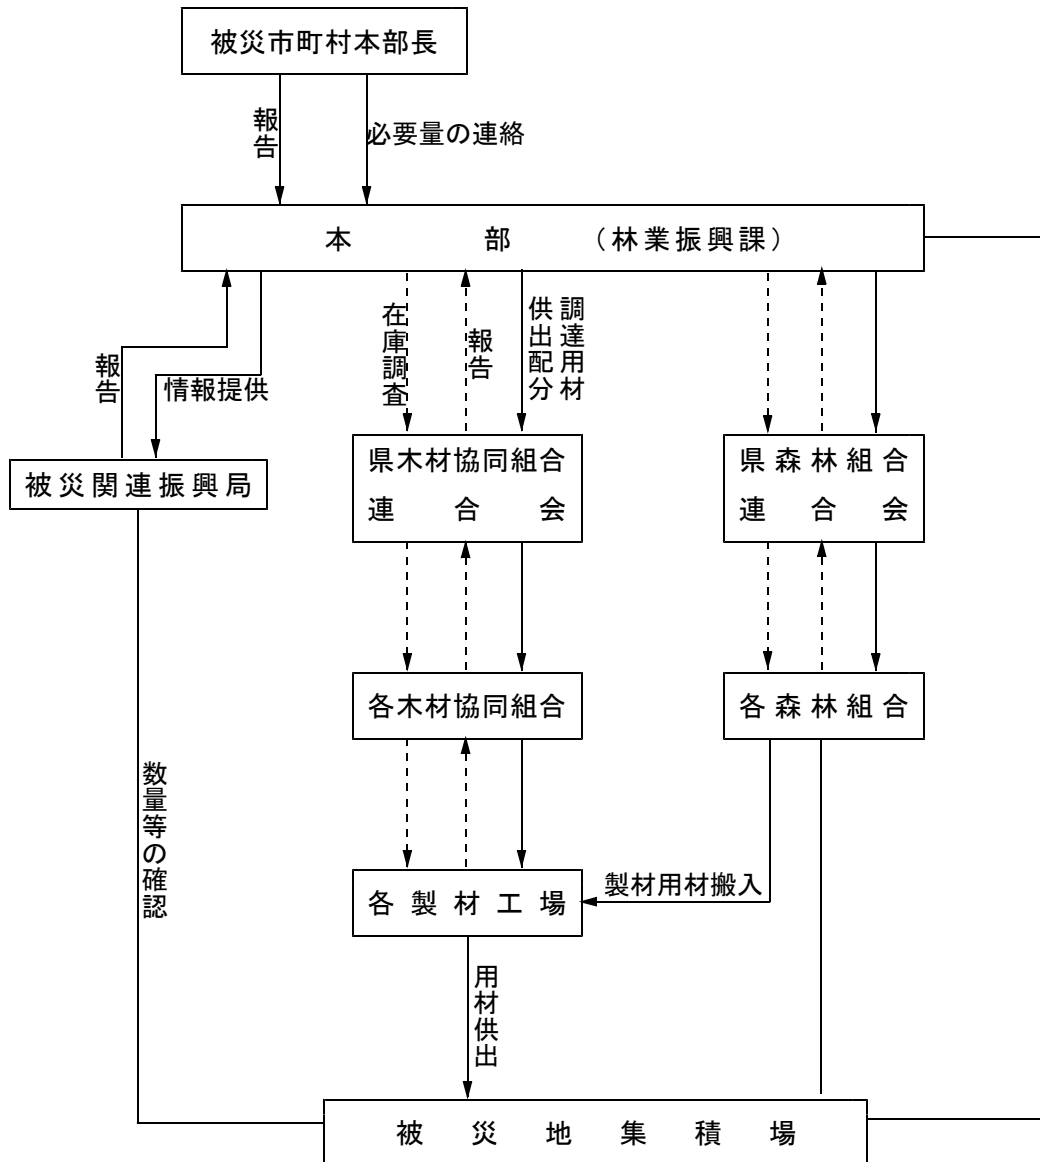 被災市町村本部長
報告
必要量の連絡
本部（林業振興課）
報告
情報提供
在庫調査
報告
調達用材
供出配分
被災関連振興局
県木材協同組合
連合会
県森林組合
連合会
各木材協同組合
各森林組合
数量等の確認
各製材工場
製材用材搬入
用材供出
被災地集積場